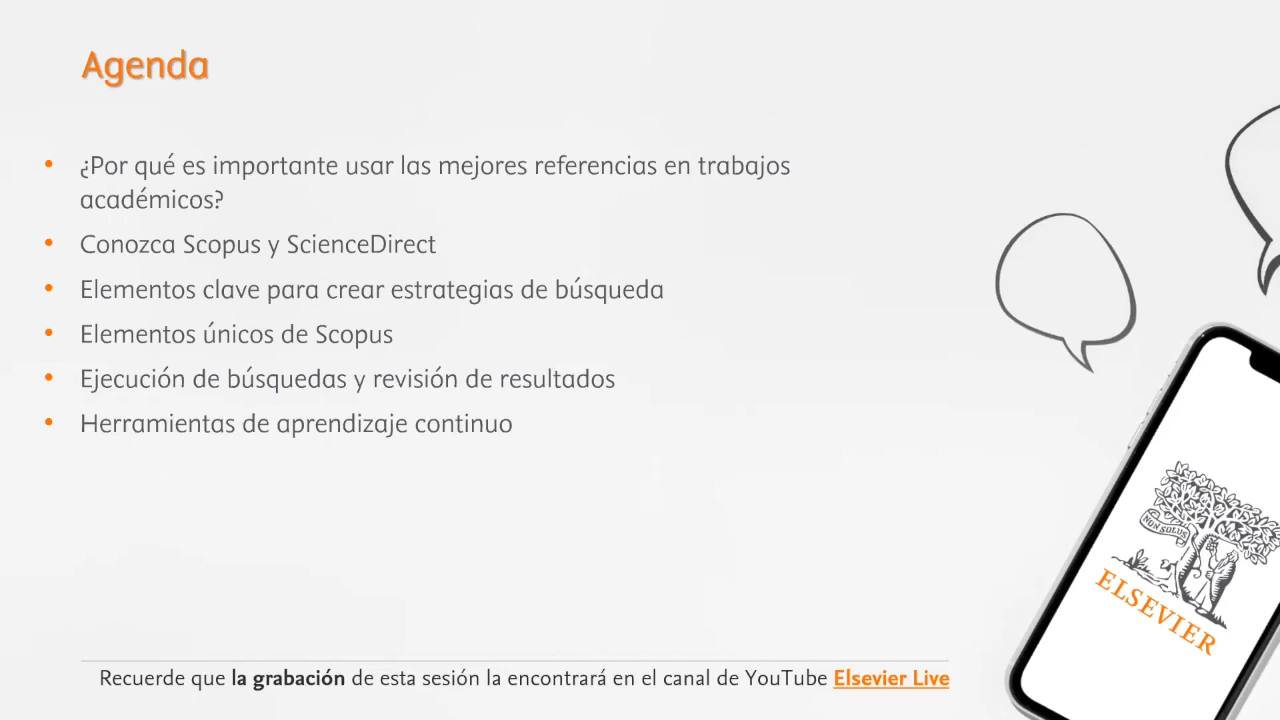 Agenda
• ¿Por qué es importante usar las mejores referencias en trabajos
académicos?
• Conozca Scopus y ScienceDirect
• Elementos clave para crear estrategias de búsqueda
• Elementos únicos de Scopus
• Ejecución de búsquedas y revisión de resultados
• Herramientas de aprendizaje continuo
NON SOLUS
ELSEVIER
Recuerde que la grabación de esta sesión la encontrará en el canal de YouTube Elsevier Live